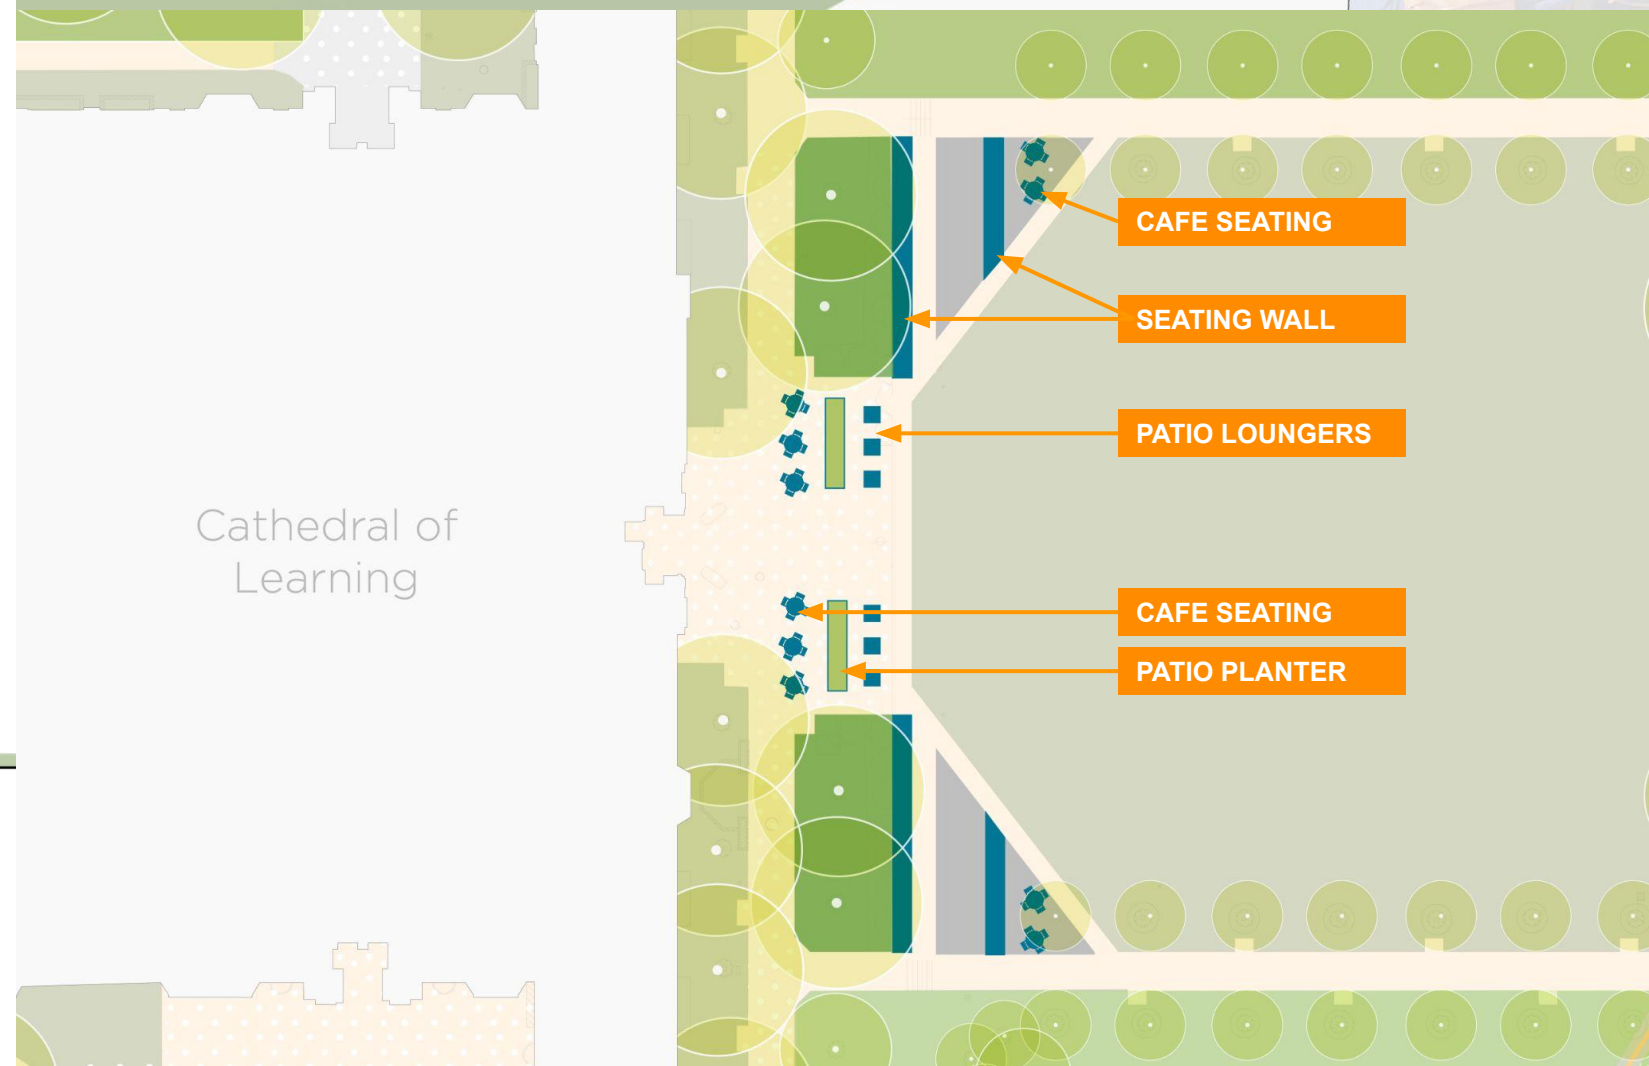 CAFE SEATING
SEATING WALL
PATIO LOUNGERS
Cathedral of
Learning
CAFE SEATING
PATIO PLANTER